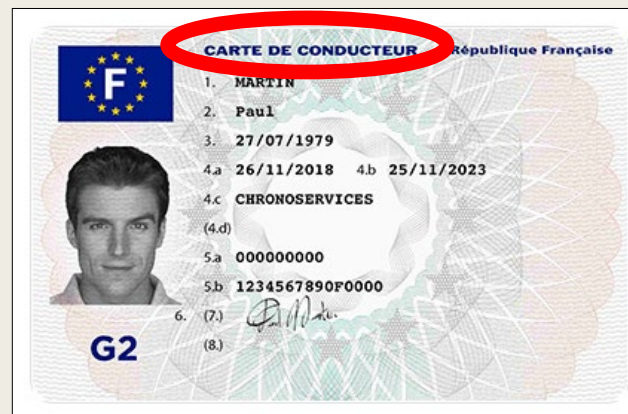 CARTE DE CONDUCTEUR République Française
F
1. MARTIN
2. Paul
3. 27/07/1979
4.a 26/11/2018 4.b 25/11/2023
4.c CHRONOSERVICES
(4.d)
5.a 000000000
5.b 1234567890F0000
6. (7.)
(8.)
G2